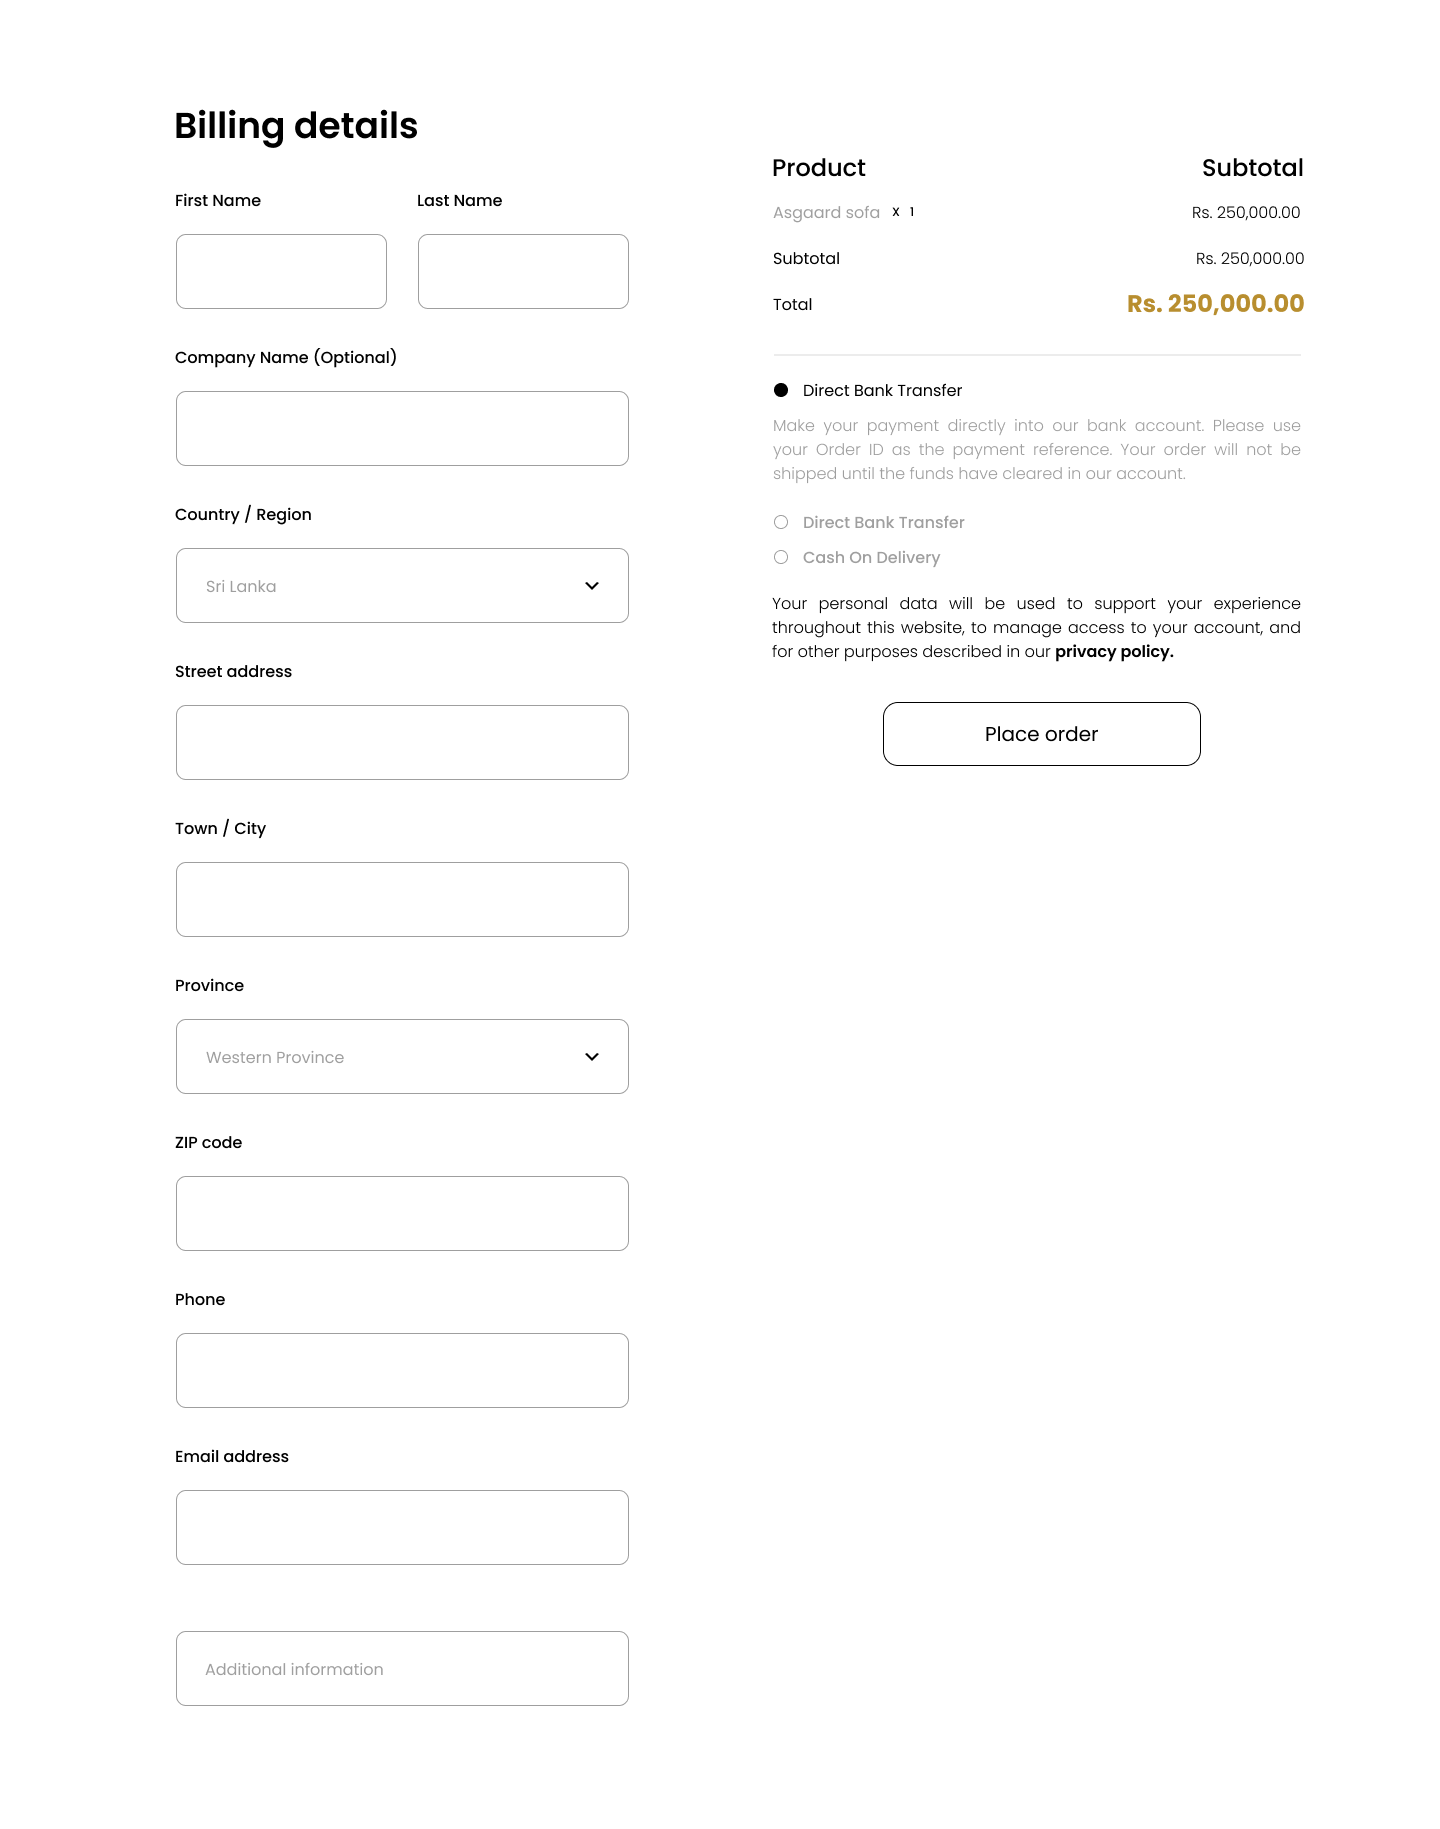 Billing details
First Name
Last Name
Company Name (Optional)
Country / Region
Sri Lanka
Street address
Town / City
Province
Western Province
ZIP code
Phone
Email address
Additional information
Product Subtotal
Asgaard sofa X 1 Rs. 250,000.00
Subtotal Rs. 250,000.00
Total Rs. 250,000.00
Direct Bank Transfer
Make your payment directly into our bank account. Please use
your Order ID as the payment reference. Your order will not be
shipped until the funds have cleared in our account.
Direct Bank Transfer
Cash On Delivery
Your personal data will be used to support your experience
throughout this website, to manage access to your account, and
for other purposes described in our privacy policy.
Place order